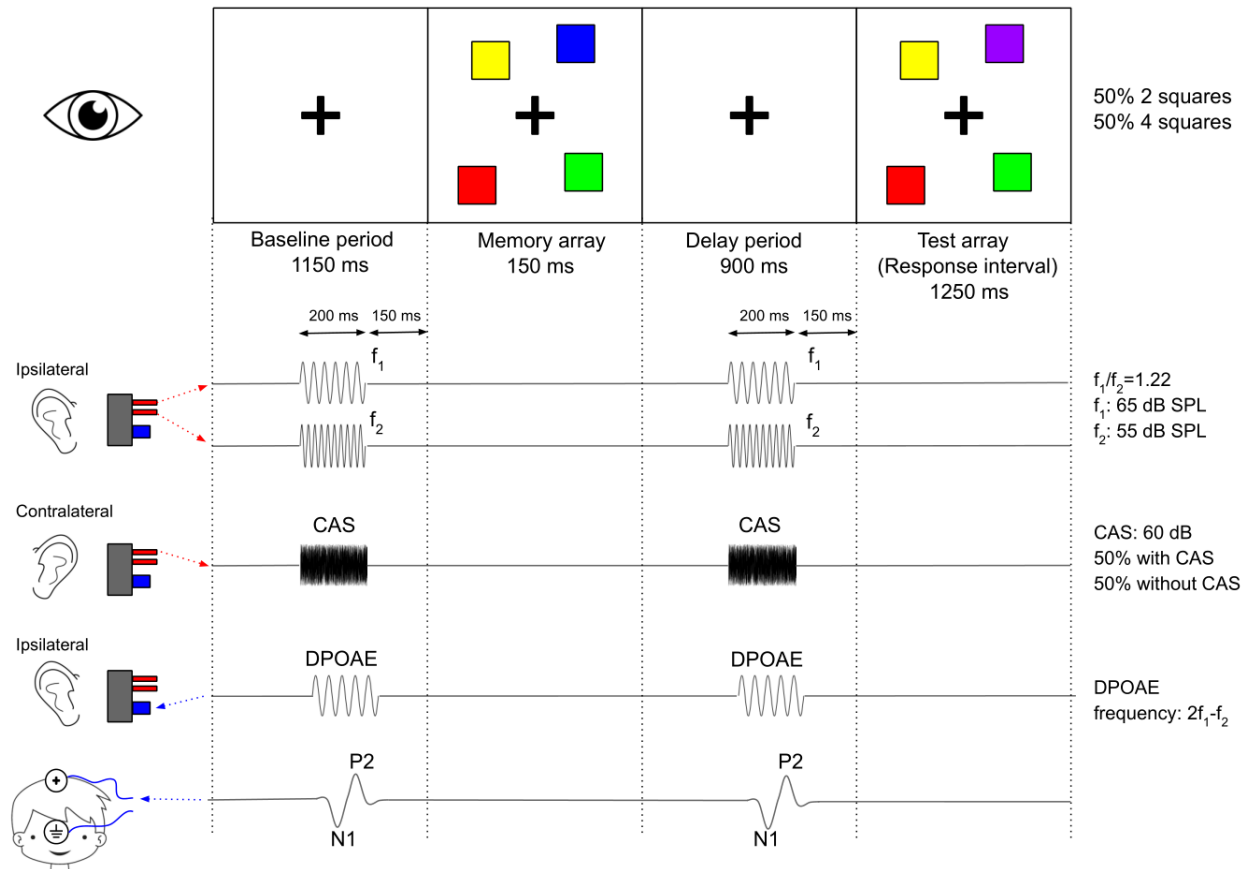 50% 2 squares
50% 4 squares
Baseline period
1150 ms
Memory array
150 ms
Delay period
900 ms
Test array
(Response interval)
1250 ms
200 ms
150 ms
200 ms
150 ms
Ipsilateral
f₁
f₁
f₂
f₂
f₁/f₂=1.22
f₁: 65 dB SPL
f₂: 55 dB SPL
Contralateral
CAS
CAS
CAS: 60 dB
50% with CAS
50% without CAS
Ipsilateral
DPOAE
DPOAE
DPOAE
frequency: 2f₁-f₂
P2
P2
N1
N1